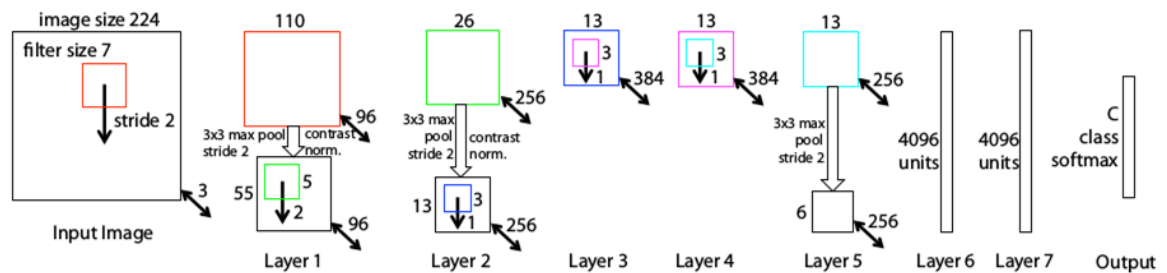 image size 224
filter size 7
stride 2
3
Input Image
110
96
3x3 max pool
stride 2
contrast
norm.
55
5
2
96
Layer 1
26
256
3x3 max
pool
stride 2
contrast
norm.
13
3
1
256
Layer 2
13
3
1
384
Layer 3
13
3
1
384
Layer 4
13
256
3x3 max
pool
stride 2
6
256
Layer 5
4096
units
Layer 6
4096
units
Layer 7
C
class
softmax
Output